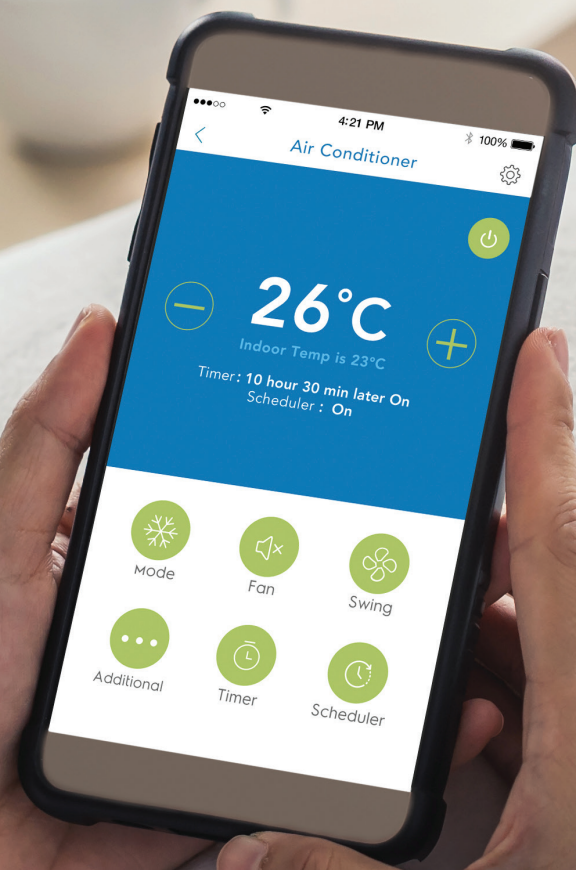 4:21 PM
100%
Air Conditioner
26°C
Indoor Temp is 23°C
Timer: 10 hour 30 min later On
Scheduler : On
Mode
Fan
Swing
Additional
Timer
Scheduler